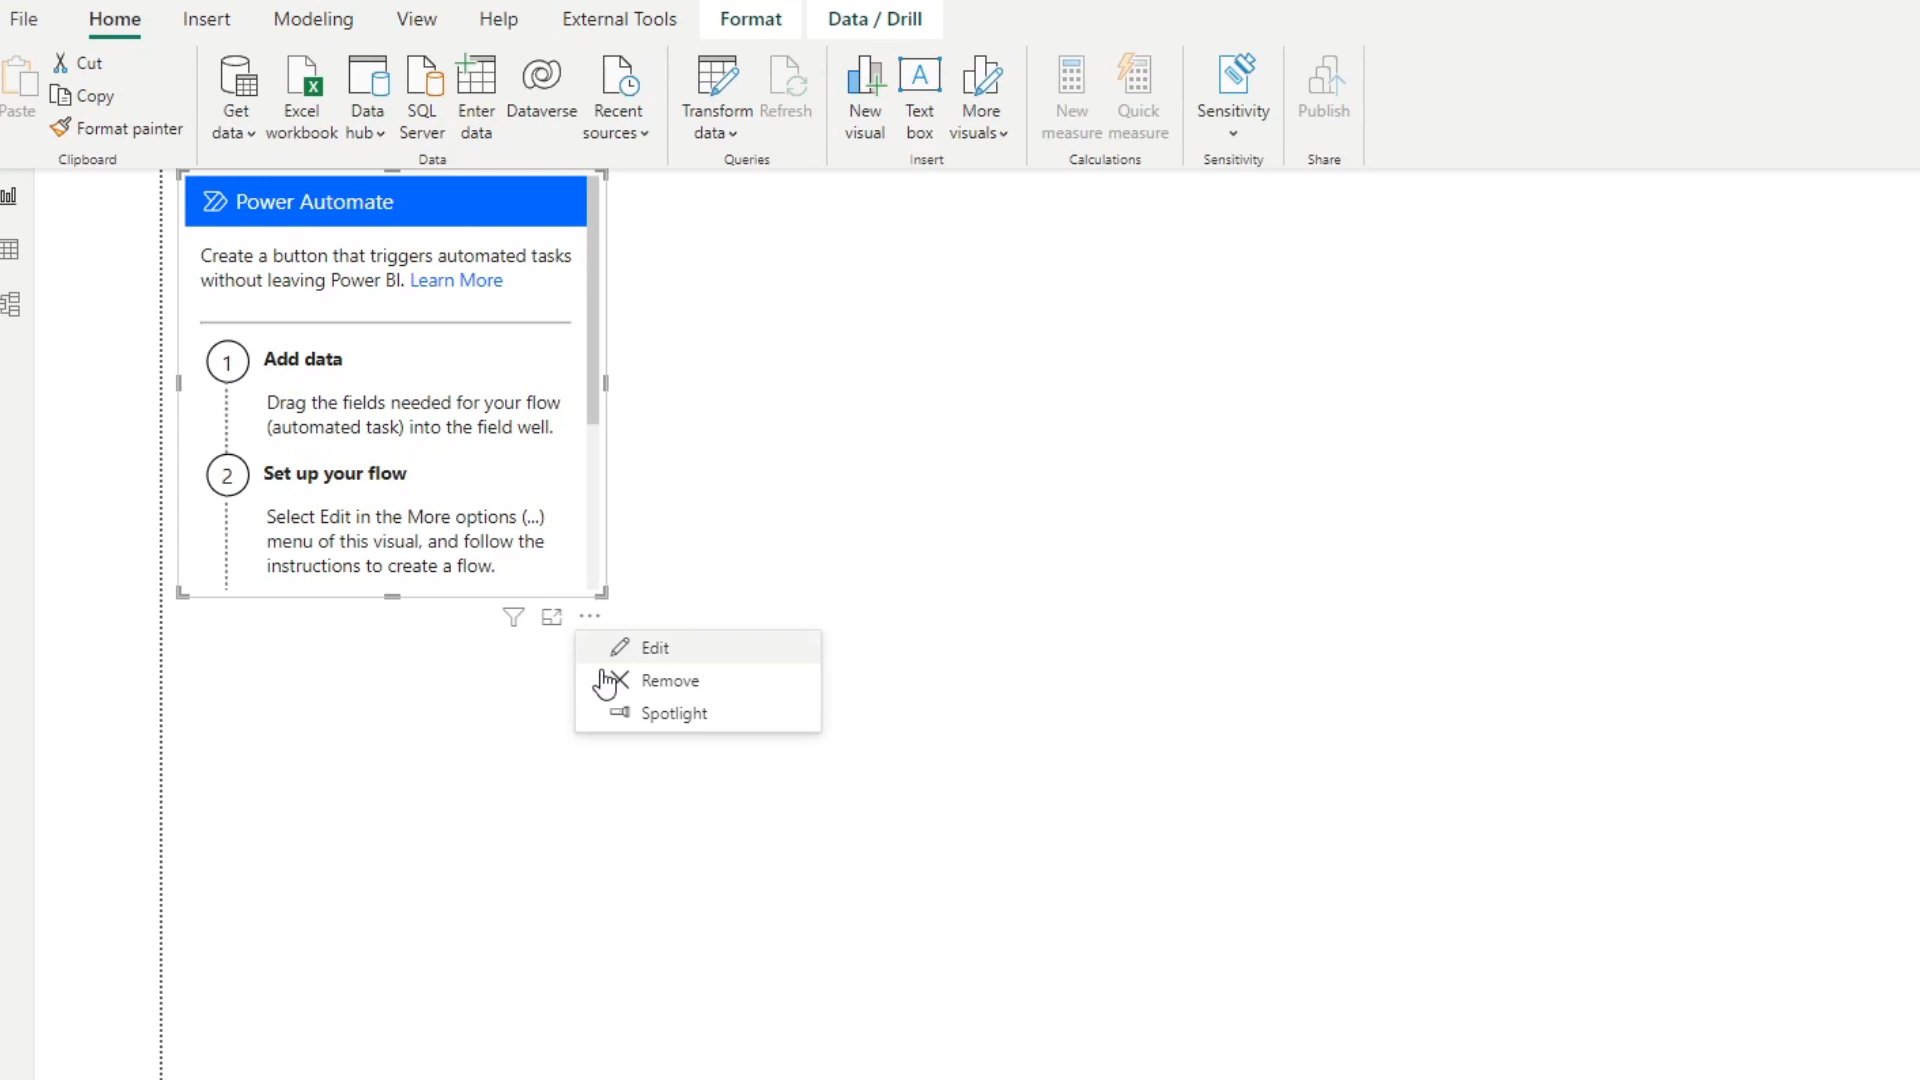 File Home Insert Modeling View Help External Tools Format Data / Drill
Paste
Cut
Copy
Format painter
Clipboard
Get
data
Excel
workbook
Data
hub
SQL
Server
Enter
data
Dataverse
Recent
sources
Data
Transform
data
Refresh
Queries
New
visual
A
Text
box
More
visuals
Insert
New
measure
Quick
measure
Calculations
Sensitivity
Sensitivity
Publish
Share
Power Automate
Create a button that triggers automated tasks
without leaving Power BI. Learn More
1 Add data
Drag the fields needed for your flow
(automated task) into the field well.
2 Set up your flow
Select Edit in the More options (...)
menu of this visual, and follow the
instructions to create a flow.
Edit
Remove
Spotlight